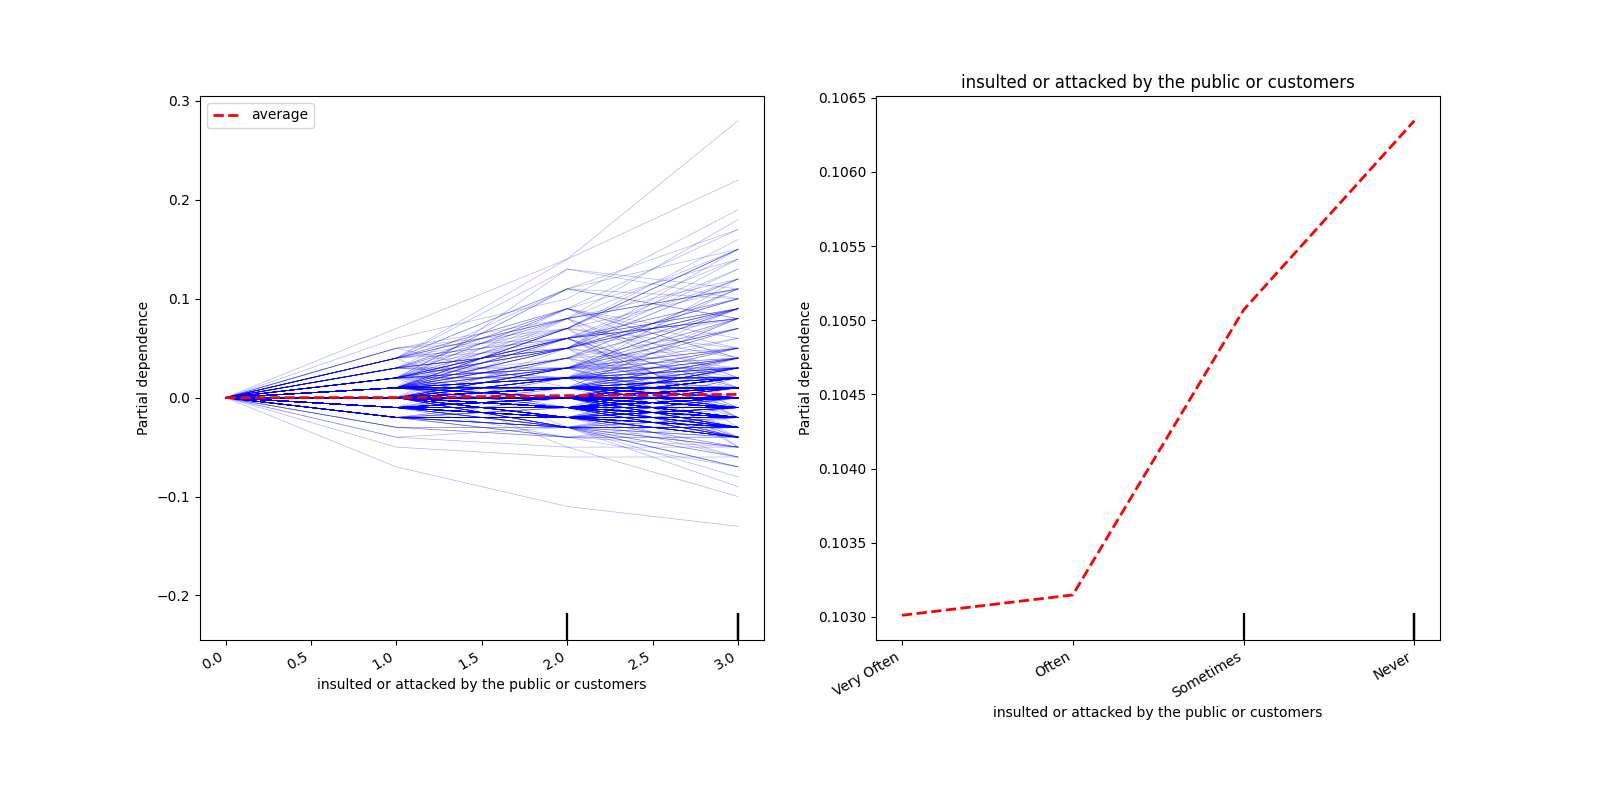 average
0.3
0.2
0.1
0.0
−0.1
−0.2
Partial dependence
0.0
0.5
1.0
1.5
2.0
2.5
3.0
insulted or attacked by the public or customers
insulted or attacked by the public or customers
0.1065
0.1060
0.1055
0.1050
0.1045
0.1040
0.1035
0.1030
Partial dependence
Very Often
Often
Sometimes
Never
insulted or attacked by the public or customers